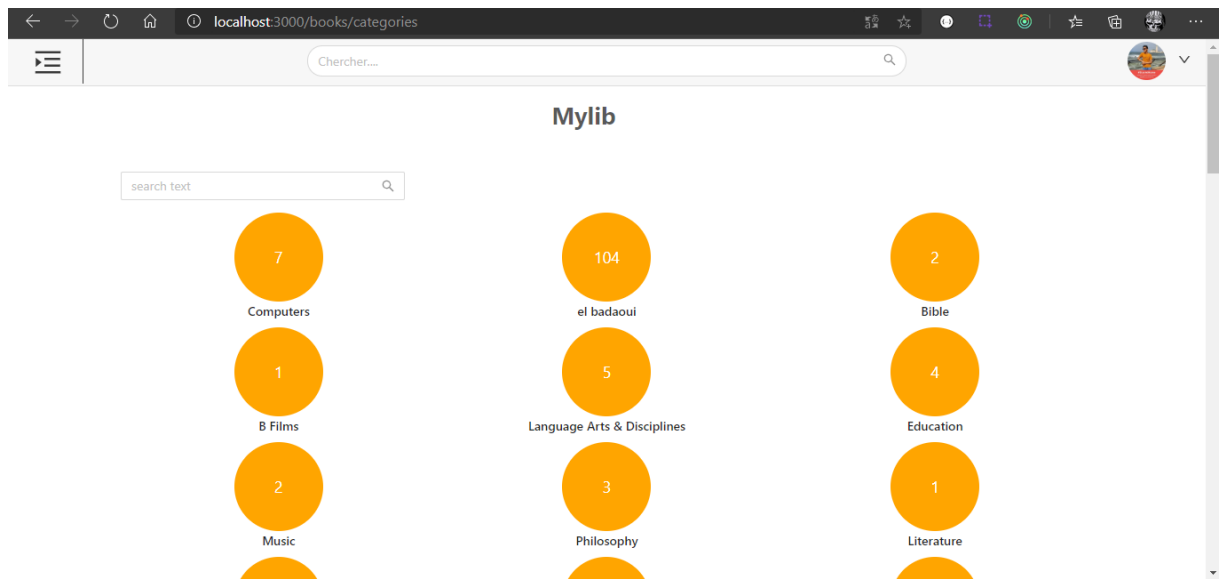 localhost:3000/books/categories
Chercher....
Mylib
search text
7 104 2
Computers el badaoui Bible
1 5 4
B Films Language Arts & Disciplines Education
2 3 1
Music Philosophy Literature